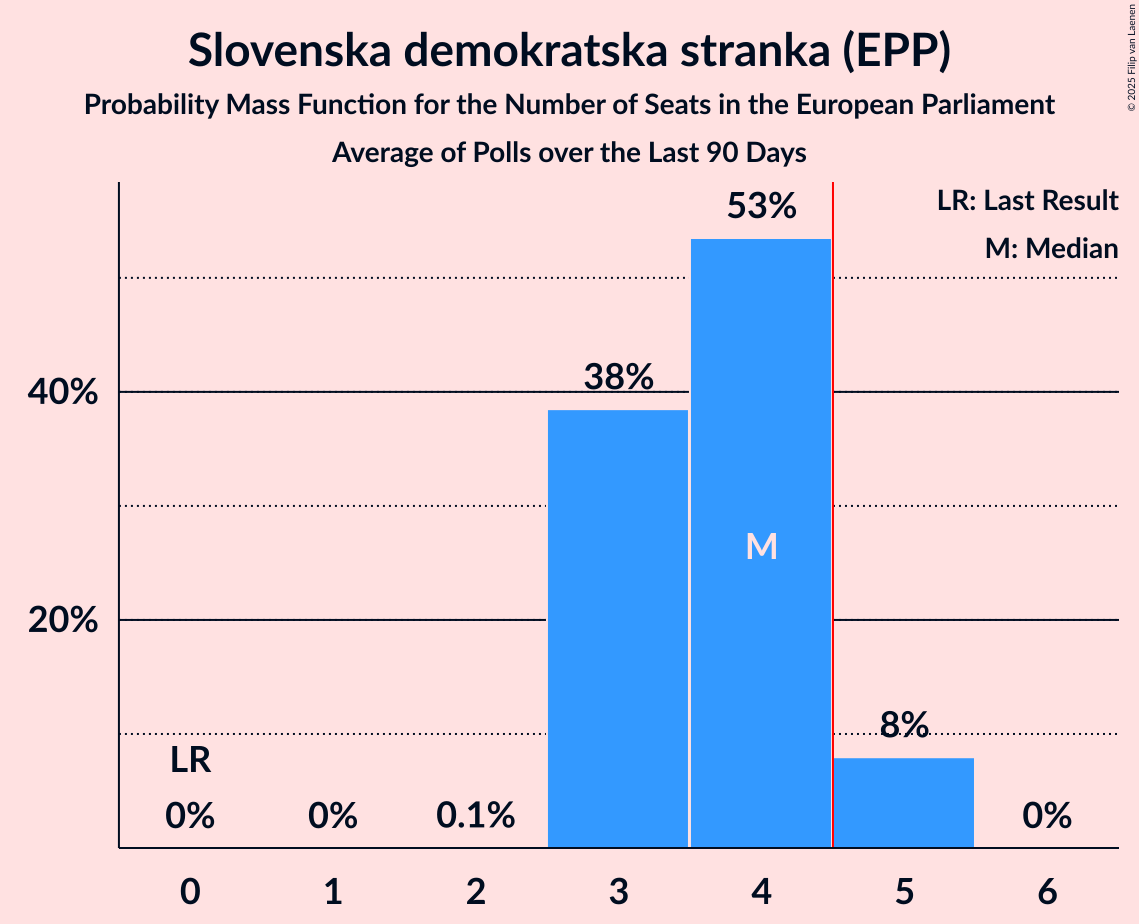 Slovenska demokratska stranka (EPP)
Probability Mass Function for the Number of Seats in the European Parliament
Average of Polls over the Last 90 Days
© 2025 Filip van Laenen
LR: Last Result
M: Median
53%
38%
40%
M
20%
8%
LR
0%
0%
0.1%
0%
0 1 2 3 4 5 6